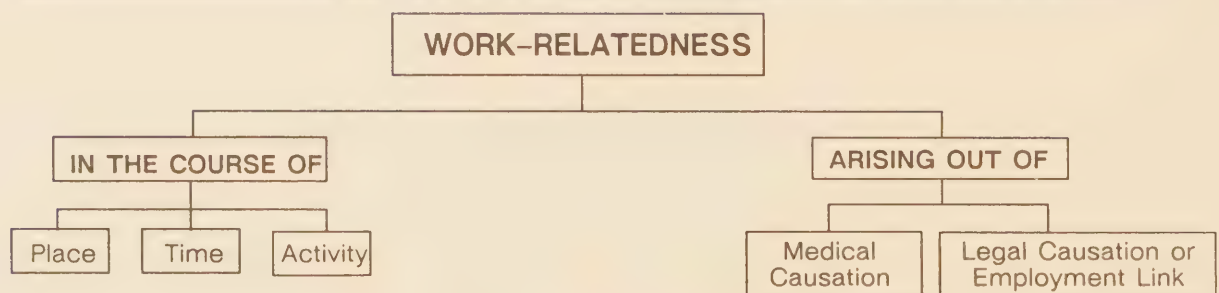 WORK-RELATEDNESS
IN THE COURSE OF
ARISING OUT OF
Place
Time
Activity
Medical
Causation
Legal Causation or
Employment Link